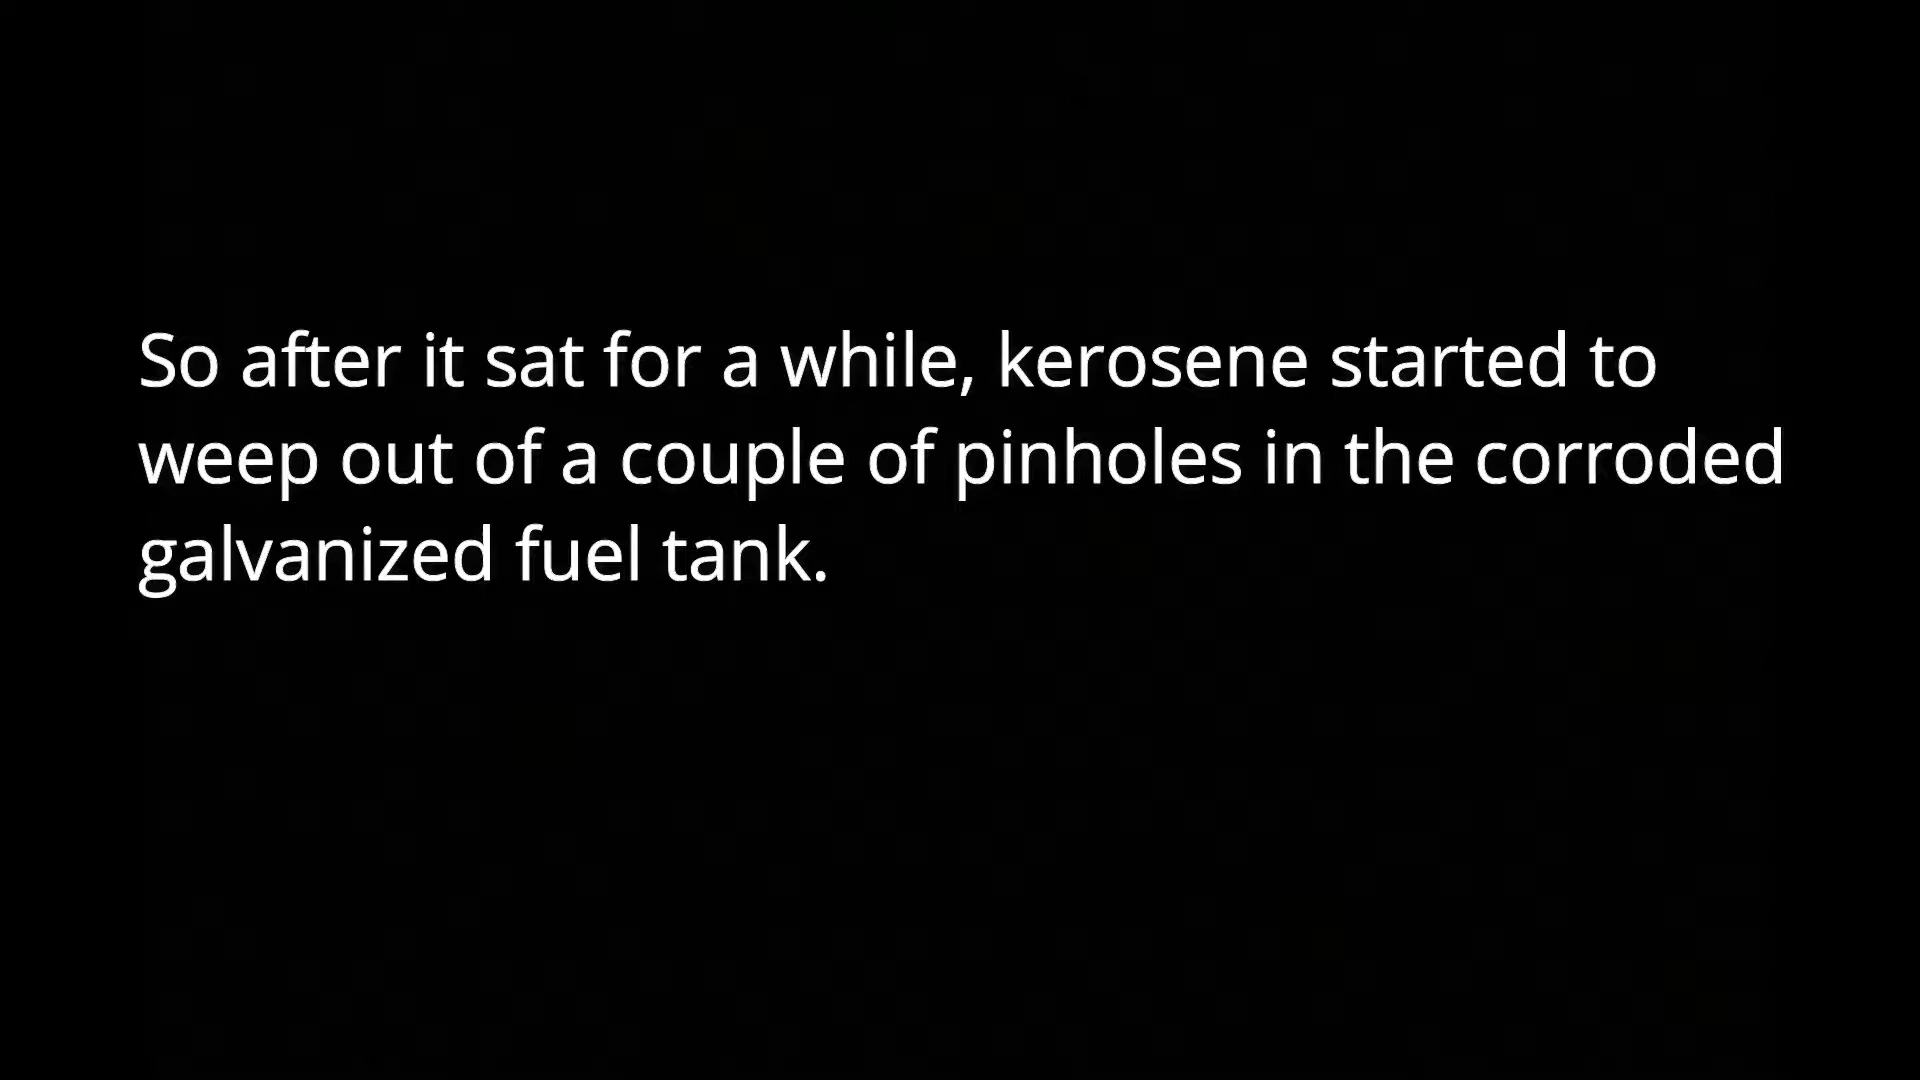 So after it sat for a while, kerosene started to
weep out of a couple of pinholes in the corroded
galvanized fuel tank.